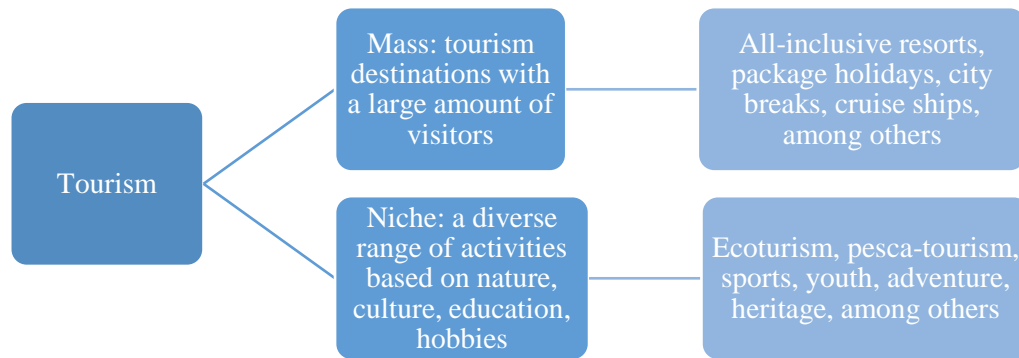 Tourism
Mass: tourism
destinations with
a large amount of
visitors
All-inclusive resorts,
package holidays, city
breaks, cruise ships,
among others
Niche: a diverse
range of activities
based on nature,
culture, education,
hobbies
Ecoturism, pesca-tourism,
sports, youth, adventure,
heritage, among others